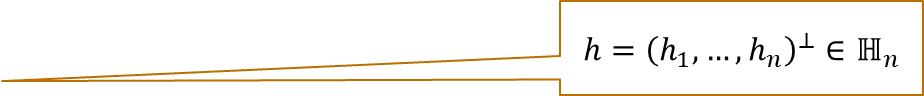 ℎ = (ℎ₁, … , ℎₙ)^⊥ ∈ ℍₙ